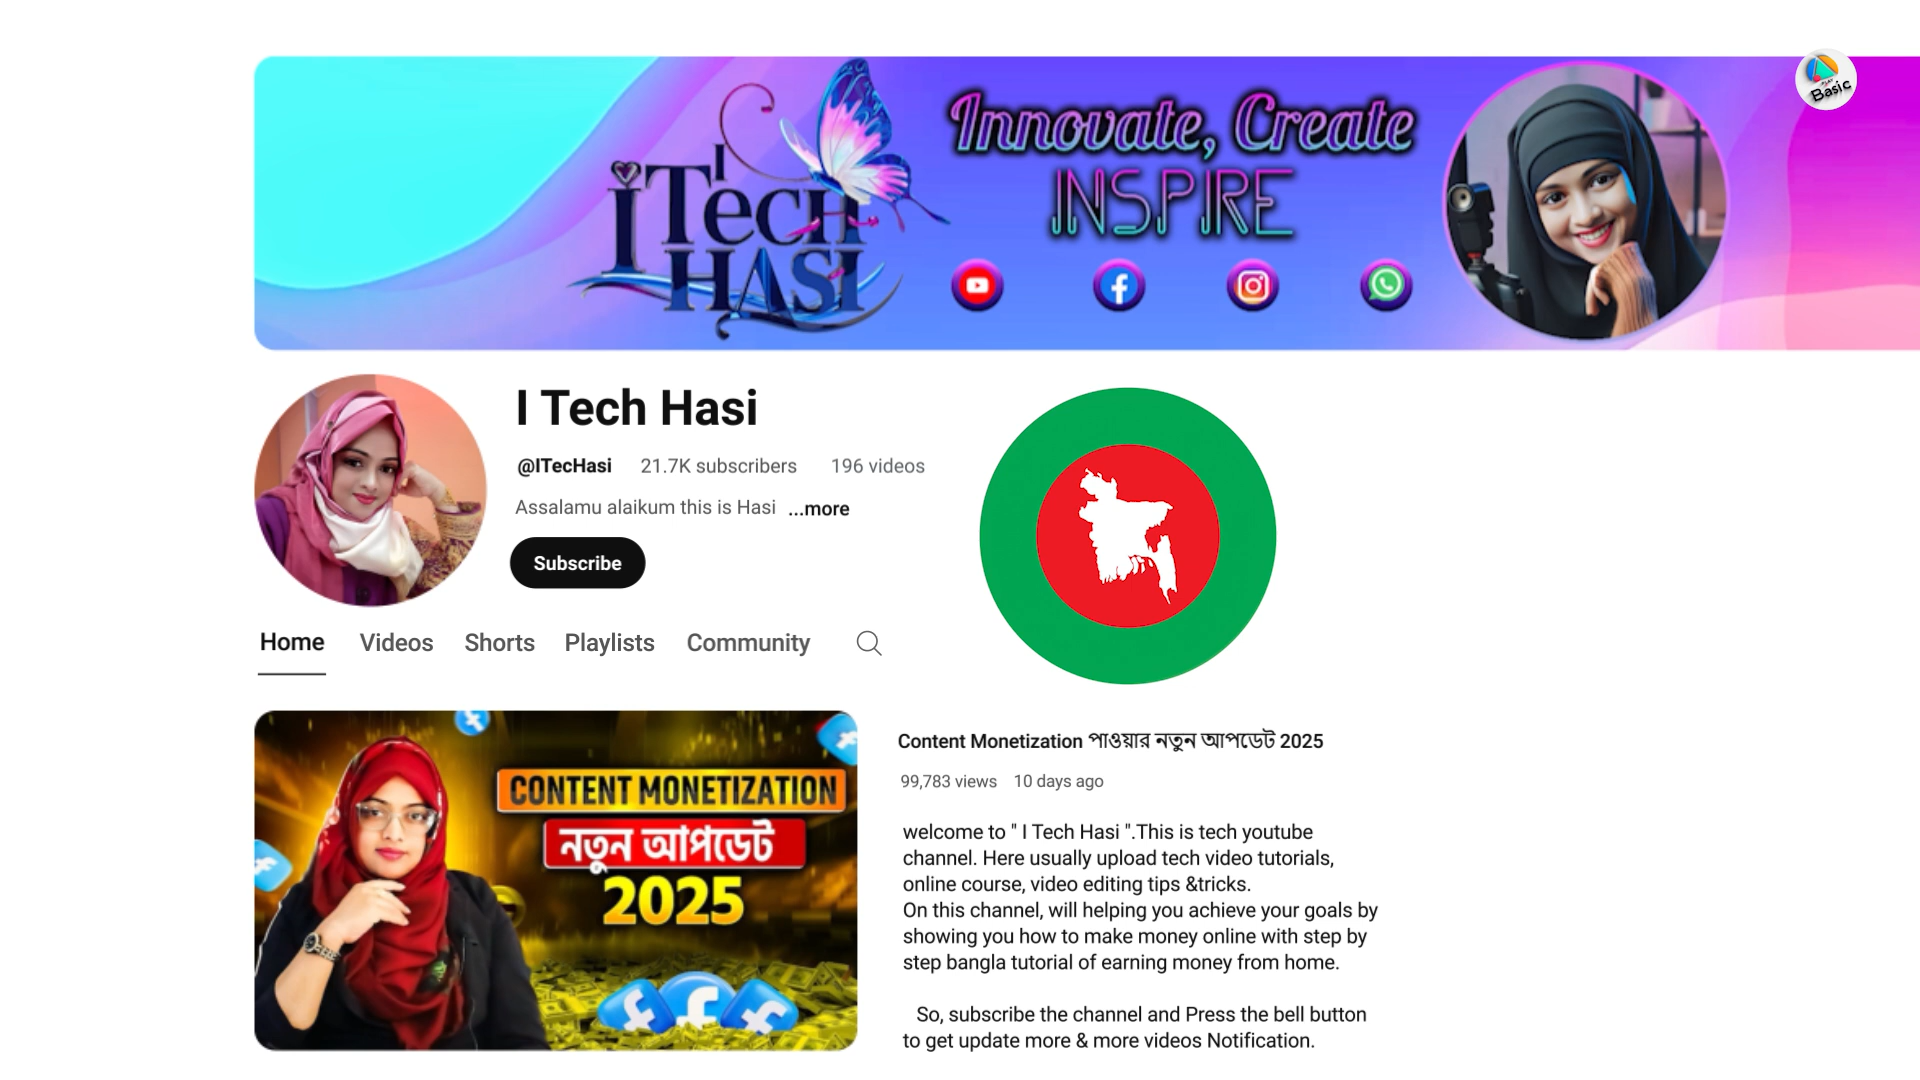 I Tech
Hasi
Innovate, Create
INSPIRE
Basic
I Tech Hasi
@ITecHasi 21.7K subscribers 196 videos
Assalamu alaikum this is Hasi ...more
Subscribe
Home Videos Shorts Playlists Community
CONTENT MONETIZATION
নতুন আপডেট
2025
Content Monetization পাওয়ার নতুন আপডেট 2025
99,783 views 10 days ago
welcome to " I Tech Hasi ".This is tech youtube
channel. Here usually upload tech video tutorials,
online course, video editing tips &tricks.
On this channel, will helping you achieve your goals by
showing you how to make money online with step by
step bangla tutorial of earning money from home.
So, subscribe the channel and Press the bell button
to get update more & more videos Notification.